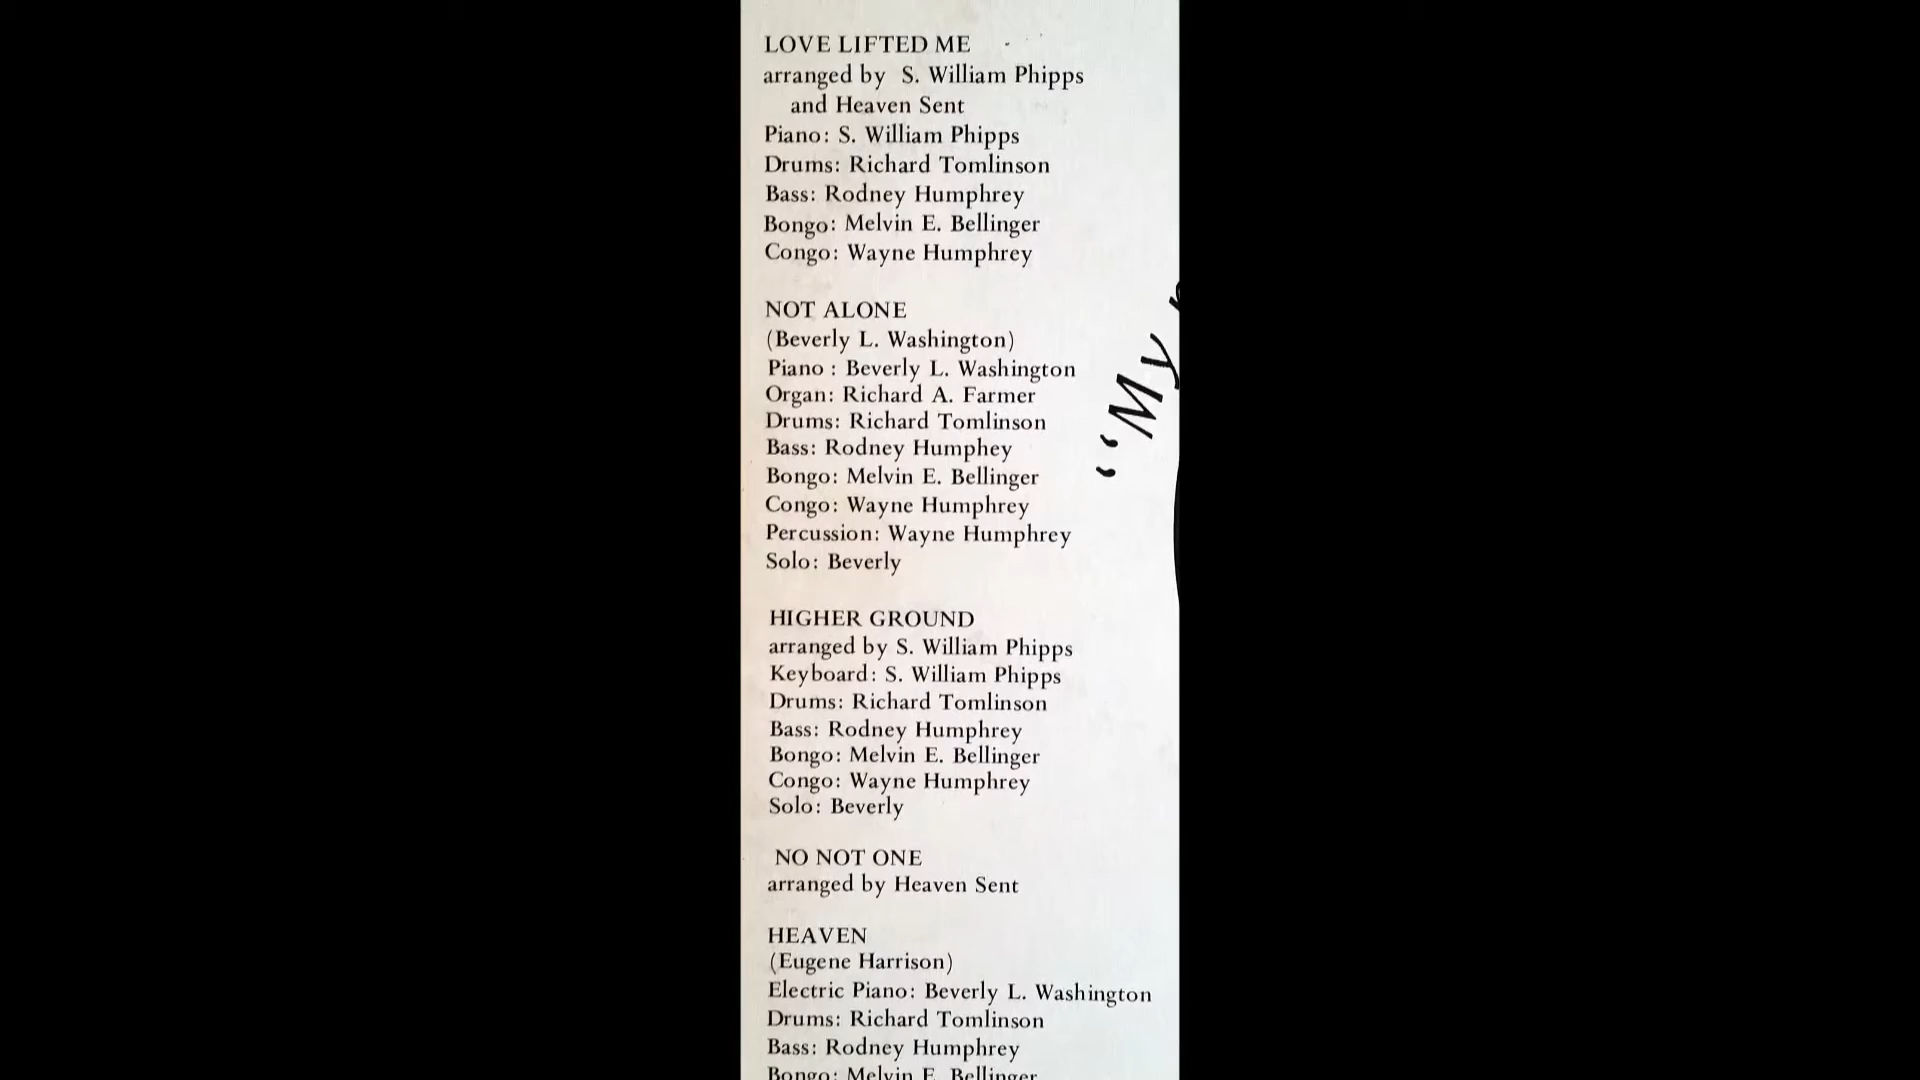 LOVE LIFTED ME
arranged by S. William Phipps
and Heaven Sent
Piano: S. William Phipps
Drums: Richard Tomlinson
Bass: Rodney Humphrey
Bongo: Melvin E. Bellinger
Congo: Wayne Humphrey
NOT ALONE
(Beverly L. Washington)
Piano : Beverly L. Washington
Organ: Richard A. Farmer
Drums: Richard Tomlinson
Bass: Rodney Humphey
Bongo: Melvin E. Bellinger
Congo: Wayne Humphrey
Percussion: Wayne Humphrey
Solo: Beverly
HIGHER GROUND
arranged by S. William Phipps
Keyboard: S. William Phipps
Drums: Richard Tomlinson
Bass: Rodney Humphrey
Bongo: Melvin E. Bellinger
Congo: Wayne Humphrey
Solo: Beverly
NO NOT ONE
arranged by Heaven Sent
HEAVEN
(Eugene Harrison)
Electric Piano: Beverly L. Washington
Drums: Richard Tomlinson
Bass: Rodney Humphrey
Bongo: Melvin E. Bellinger
“My